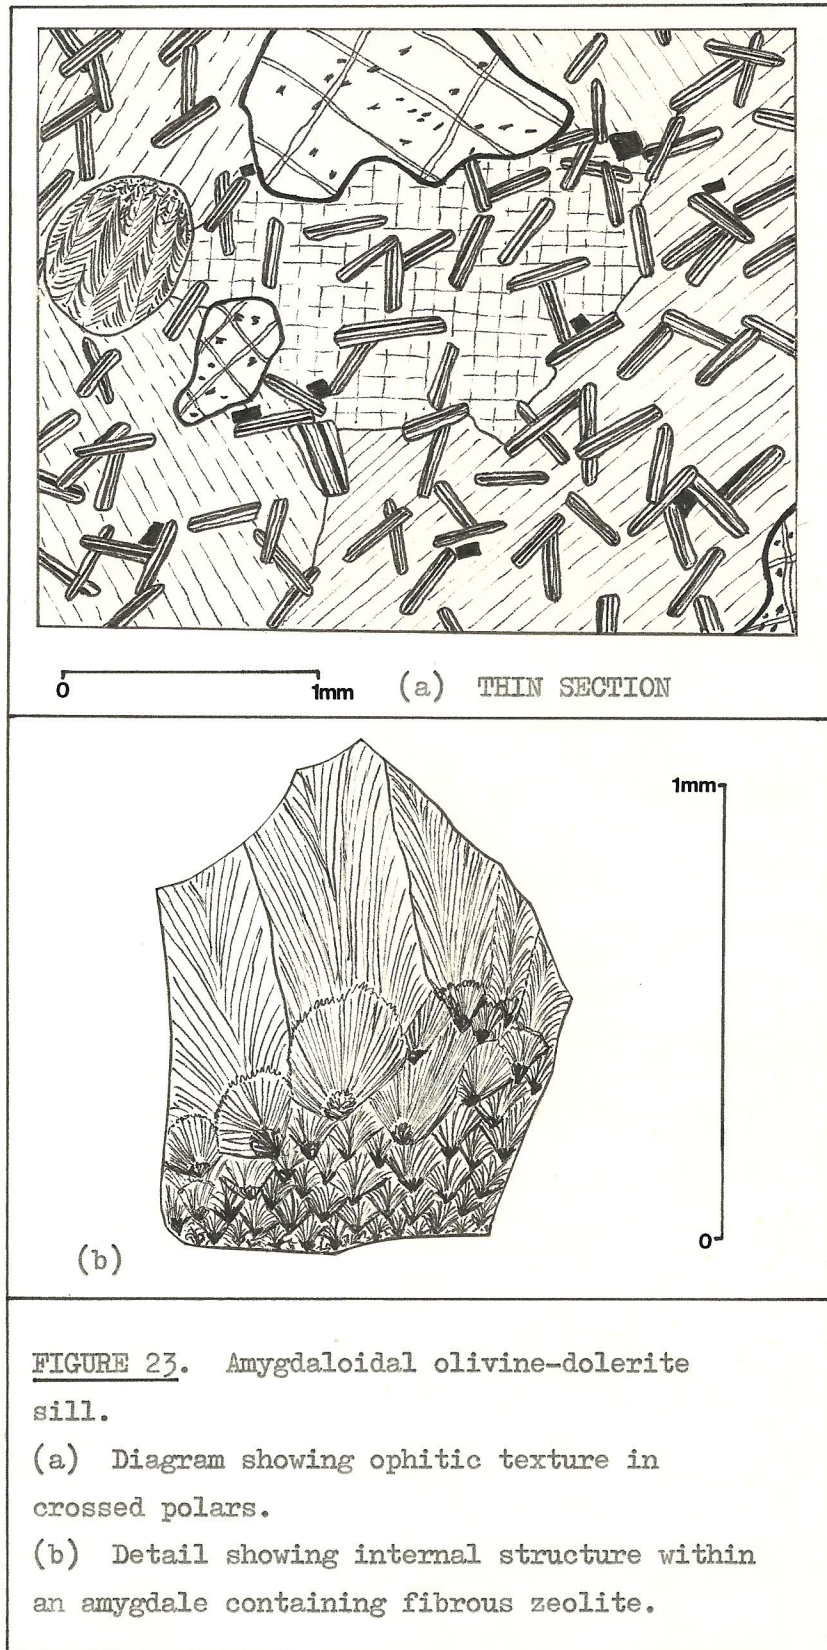 0 1mm (a) THIN SECTION
1mm
0
(b)
FIGURE 23. Amygdaloidal olivine-dolerite
sill.
(a) Diagram showing ophitic texture in
crossed polars.
(b) Detail showing internal structure within
an amygdale containing fibrous zeolite.